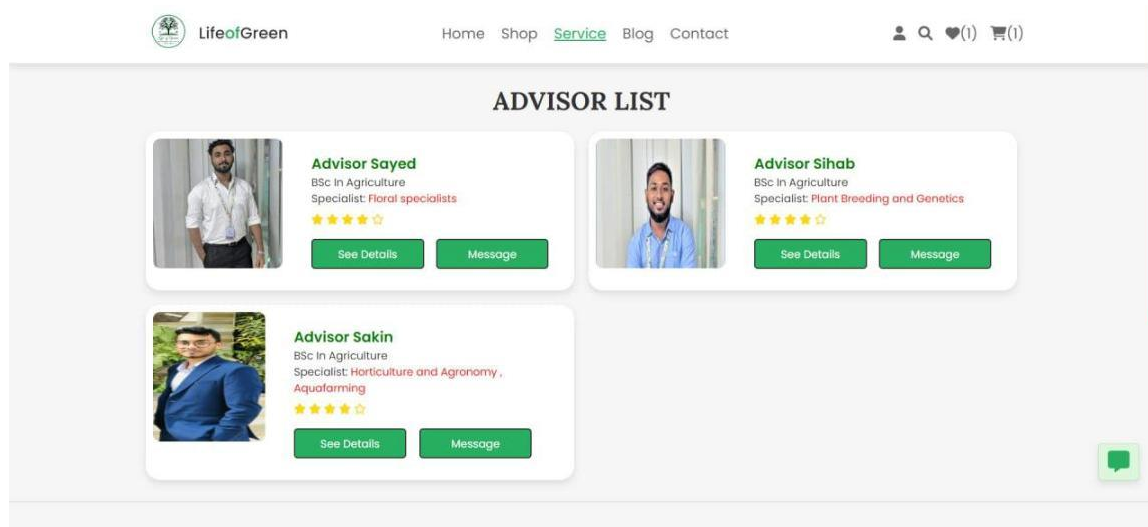 LifeofGreen
Home Shop Service Blog Contact
(1) (1)
ADVISOR LIST
Advisor Sayed
BSc In Agriculture
Specialist: Floral specialists
See Details Message
Advisor Sihab
BSc In Agriculture
Specialist: Plant Breeding and Genetics
See Details Message
Advisor Sakin
BSc In Agriculture
Specialist: Horticulture and Agronomy ,
Aquafarming
See Details Message